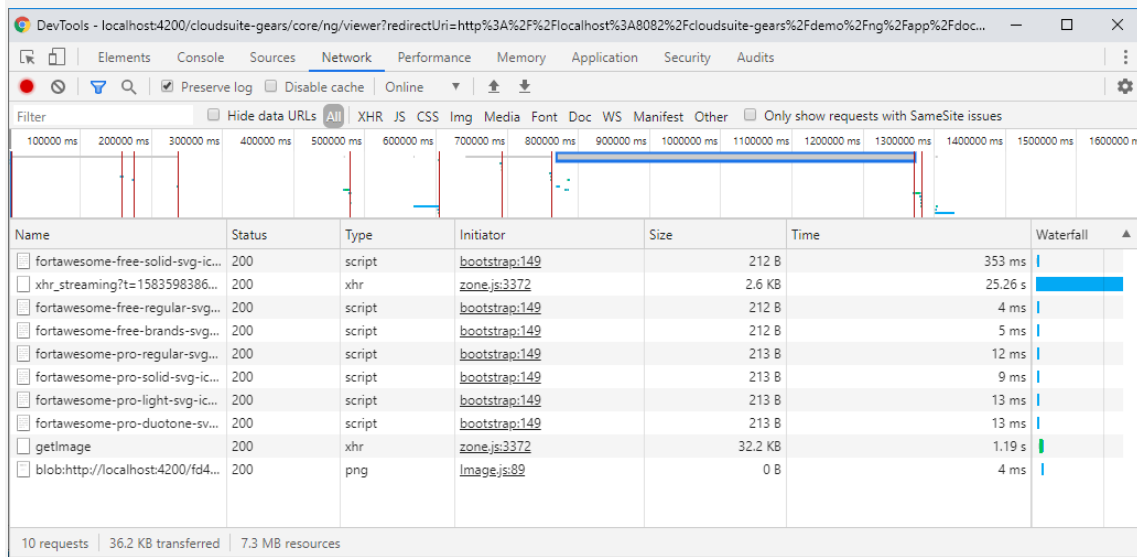 DevTools - localhost:4200/cloudsuite-gears/core/ng/viewer?redirectUri=http%3A%2F%2Flocalhost%3A8082%2Fcloudsuite-gears%2Fdemo%2Fng%2Fapp%2Fdoc...
Elements Console Sources Network Performance Memory Application Security Audits
Preserve log Disable cache Online
Filter Hide data URLs All XHR JS CSS Img Media Font Doc WS Manifest Other Only show requests with SameSite issues
100000 ms 200000 ms 300000 ms 400000 ms 500000 ms 600000 ms 700000 ms 800000 ms 900000 ms 1000000 ms 1100000 ms 1200000 ms 1300000 ms 1400000 ms 1500000 ms 1600000 m
Name Status Type Initiator Size Time Waterfall
fortawesome-free-solid-svg-ic... 200 script bootstrap:149 212 B 353 ms
xhr_streaming?t=1583598386... 200 xhr zone.js:3372 2.6 KB 25.26 s
fortawesome-free-regular-svg... 200 script bootstrap:149 212 B 4 ms
fortawesome-free-brands-svg... 200 script bootstrap:149 212 B 5 ms
fortawesome-pro-regular-svg... 200 script bootstrap:149 213 B 12 ms
fortawesome-pro-solid-svg-ic... 200 script bootstrap:149 213 B 9 ms
fortawesome-pro-light-svg-ic... 200 script bootstrap:149 213 B 13 ms
fortawesome-pro-duotone-sv... 200 script bootstrap:149 213 B 13 ms
getImage 200 xhr zone.js:3372 32.2 KB 1.19 s
blob:http://localhost:4200/fd4... 200 png Image.js:89 0 B 4 ms
10 requests 36.2 KB transferred 7.3 MB resources